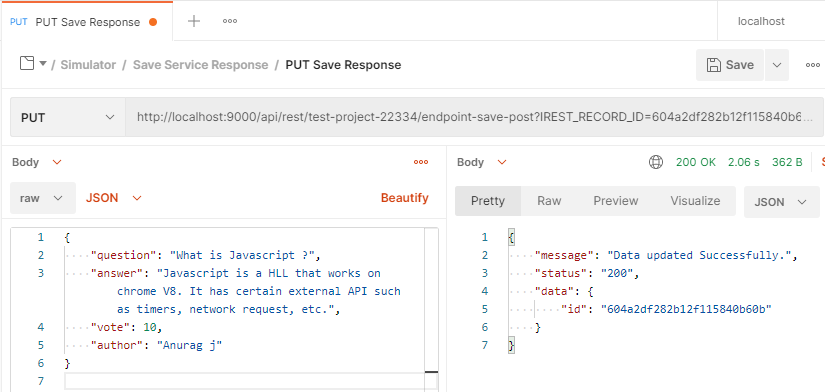 PUT PUT Save Response
localhost
/ Simulator / Save Service Response / PUT Save Response
Save
PUT
http://localhost:9000/api/rest/test-project-22334/endpoint-save-post?IREST_RECORD_ID=604a2df282b12f115840b6...
Body
raw
JSON
Beautify
1 {
2 "question": "What is Javascript ?",
3 "answer": "Javascript is a HLL that works on
chrome V8. It has certain external API such
as timers, network request, etc.",
4 "vote": 10,
5 "author": "Anurag j"
6 }
7
Body
200 OK 2.06 s 362 B
Pretty Raw Preview Visualize JSON
1 {
2 "message": "Data updated Successfully.",
3 "status": "200",
4 "data": {
5 "id": "604a2df282b12f115840b60b"
6 }
7 }